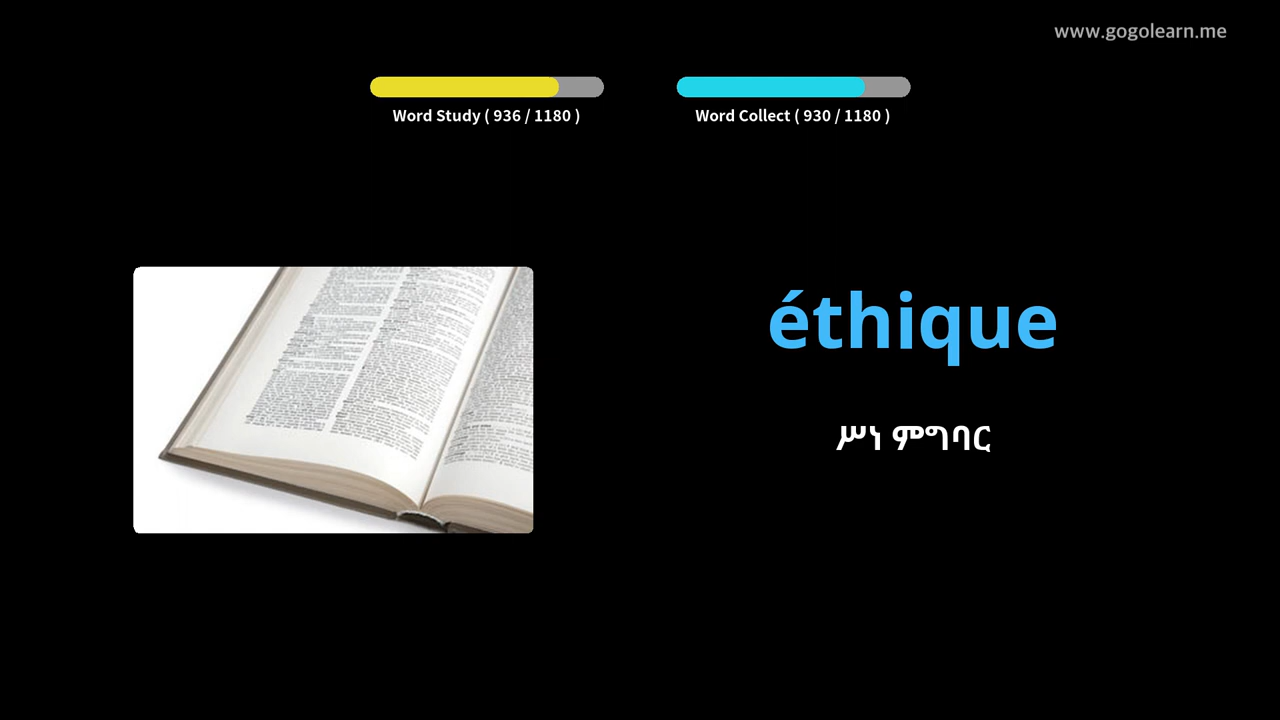 www.gogolearn.me
Word Study ( 936 / 1180 )
Word Collect ( 930 / 1180 )
éthique
ሥነ ምግባር